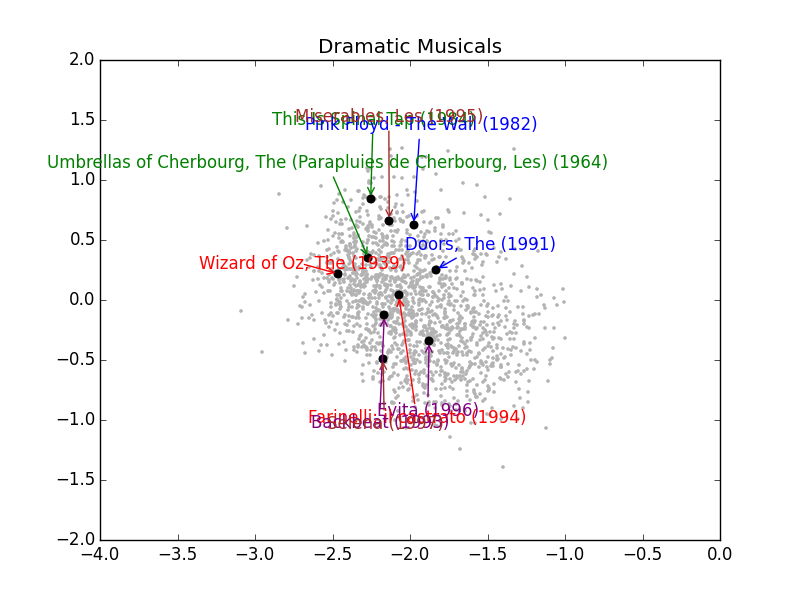 Dramatic Musicals
2.0
1.5
1.0
0.5
0.0
−0.5
−1.0
−1.5
−2.0
Miserables, Les (1995)
This Is Spinal Tap (1984)
Pink Floyd - The Wall (1982)
Umbrellas of Cherbourg, The (Parapluies de Cherbourg, Les) (1964)
Doors, The (1991)
Wizard of Oz, The (1939)
Evita (1996)
Farinelli: il castrato (1994)
Backbeat (1993)
Selena (1997)
−4.0 −3.5 −3.0 −2.5 −2.0 −1.5 −1.0 −0.5 0.0